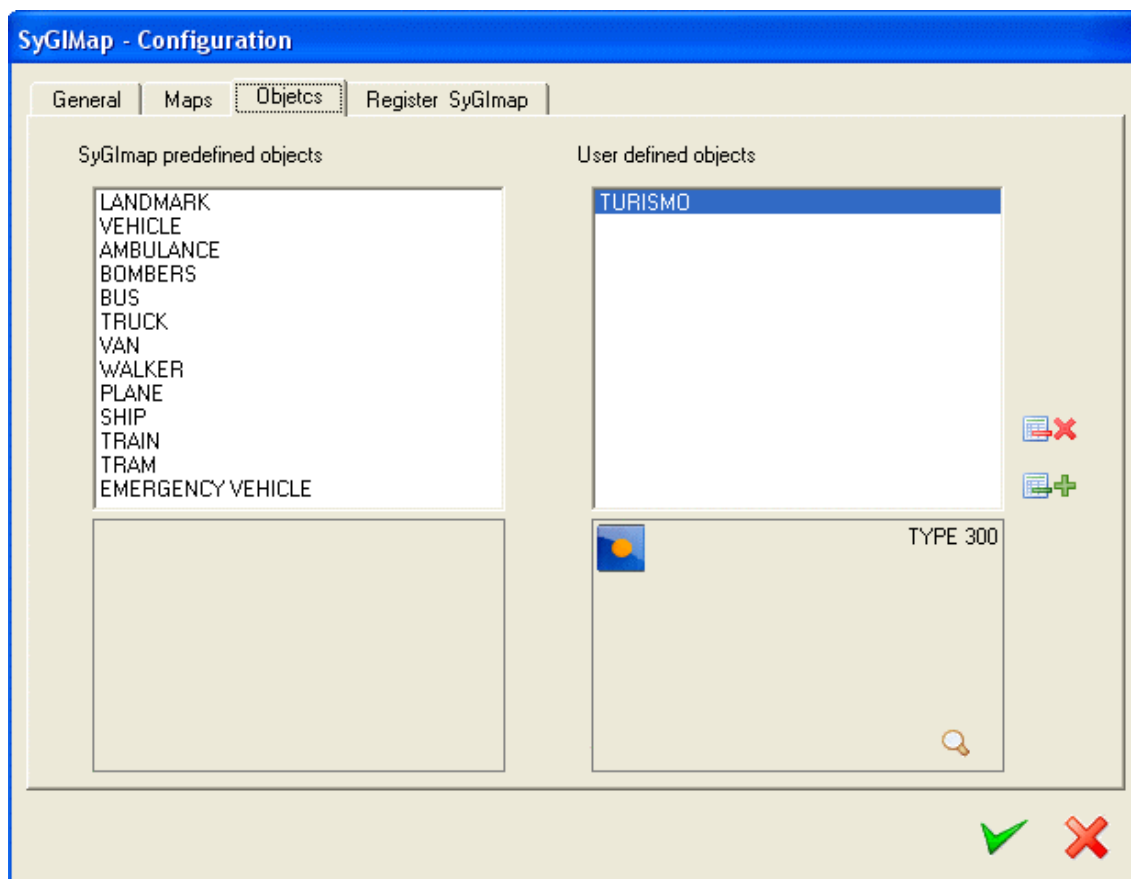 SyGIMap - Configuration
General Maps Objetcs Register SyGImap
SyGImap predefined objects
User defined objects
LANDMARK
VEHICLE
AMBULANCE
BOMBERS
BUS
TRUCK
VAN
WALKER
PLANE
SHIP
TRAIN
TRAM
EMERGENCY VEHICLE
TURISMO
TYPE 300